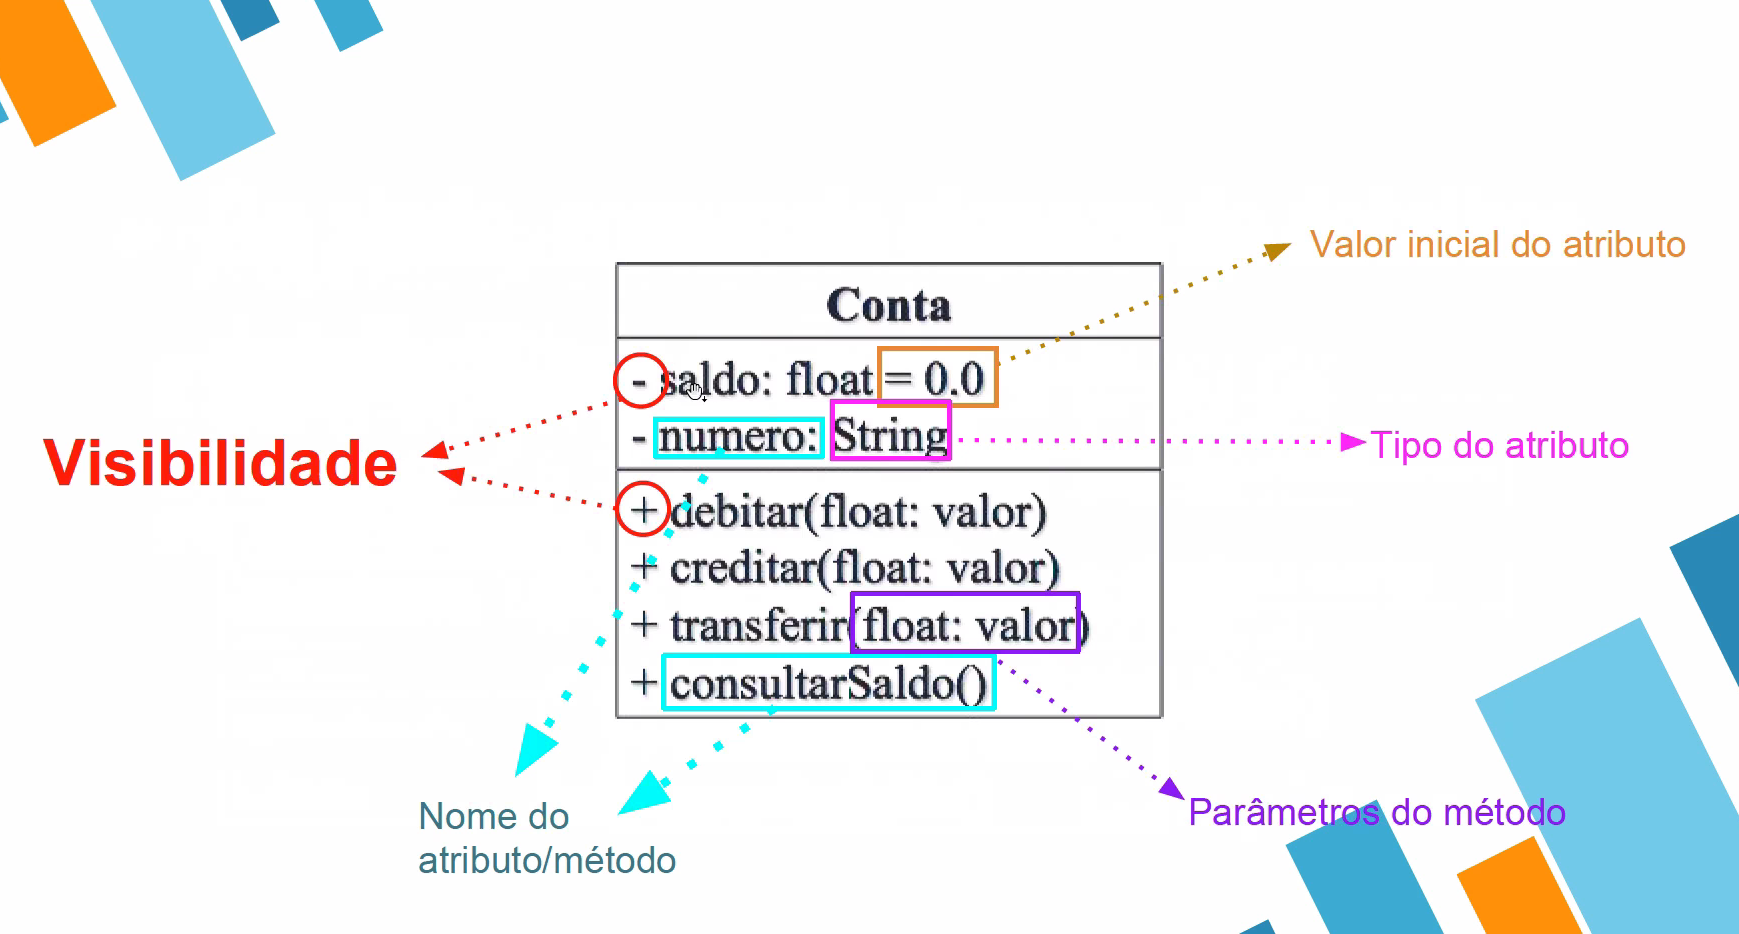 Valor inicial do atributo
Conta
- saldo: float = 0.0
- numero: String
Tipo do atributo
Visibilidade
+ debitar(float: valor)
+ creditar(float: valor)
+ transferir(float: valor)
+ consultarSaldo()
Nome do
atributo/método
Parâmetros do método